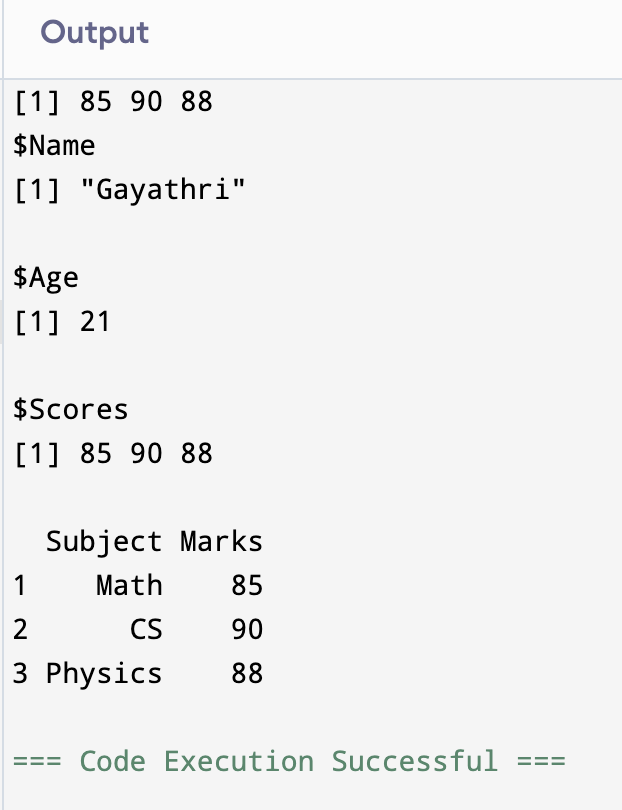 Output
[1] 85 90 88
$Name
[1] "Gayathri"

$Age
[1] 21

$Scores
[1] 85 90 88

  Subject Marks
1    Math    85
2      CS    90
3 Physics    88

=== Code Execution Successful ===